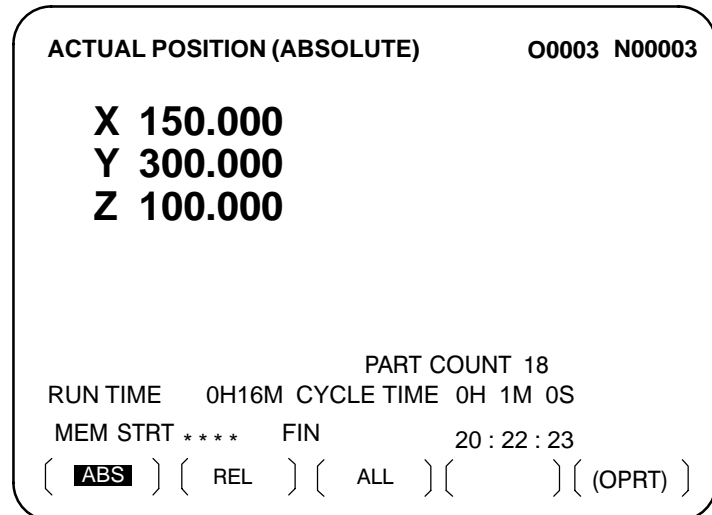 ACTUAL POSITION (ABSOLUTE) O0003 N00003
X 150.000
Y 300.000
Z 100.000
PART COUNT 18
RUN TIME 0H16M CYCLE TIME 0H 1M 0S
MEM STRT * * * * FIN 20 : 22 : 23
[ ABS ] [ REL ] [ ALL ] [ ] [ (OPRT) ]